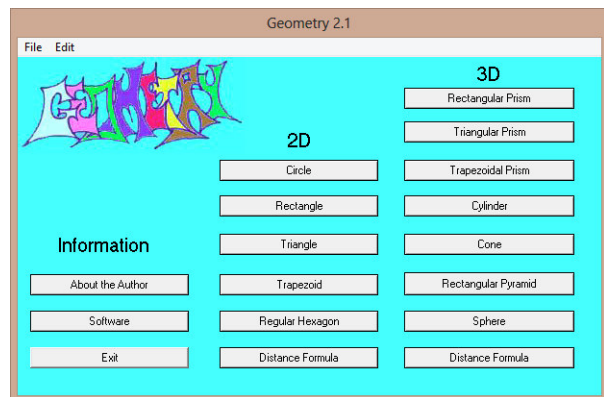 Geometry 2.1
File Edit
GEOMETRY
Information
About the Author
Software
Exit
2D
Circle
Rectangle
Triangle
Trapezoid
Regular Hexagon
Distance Formula
3D
Rectangular Prism
Triangular Prism
Trapezoidal Prism
Cylinder
Cone
Rectangular Pyramid
Sphere
Distance Formula